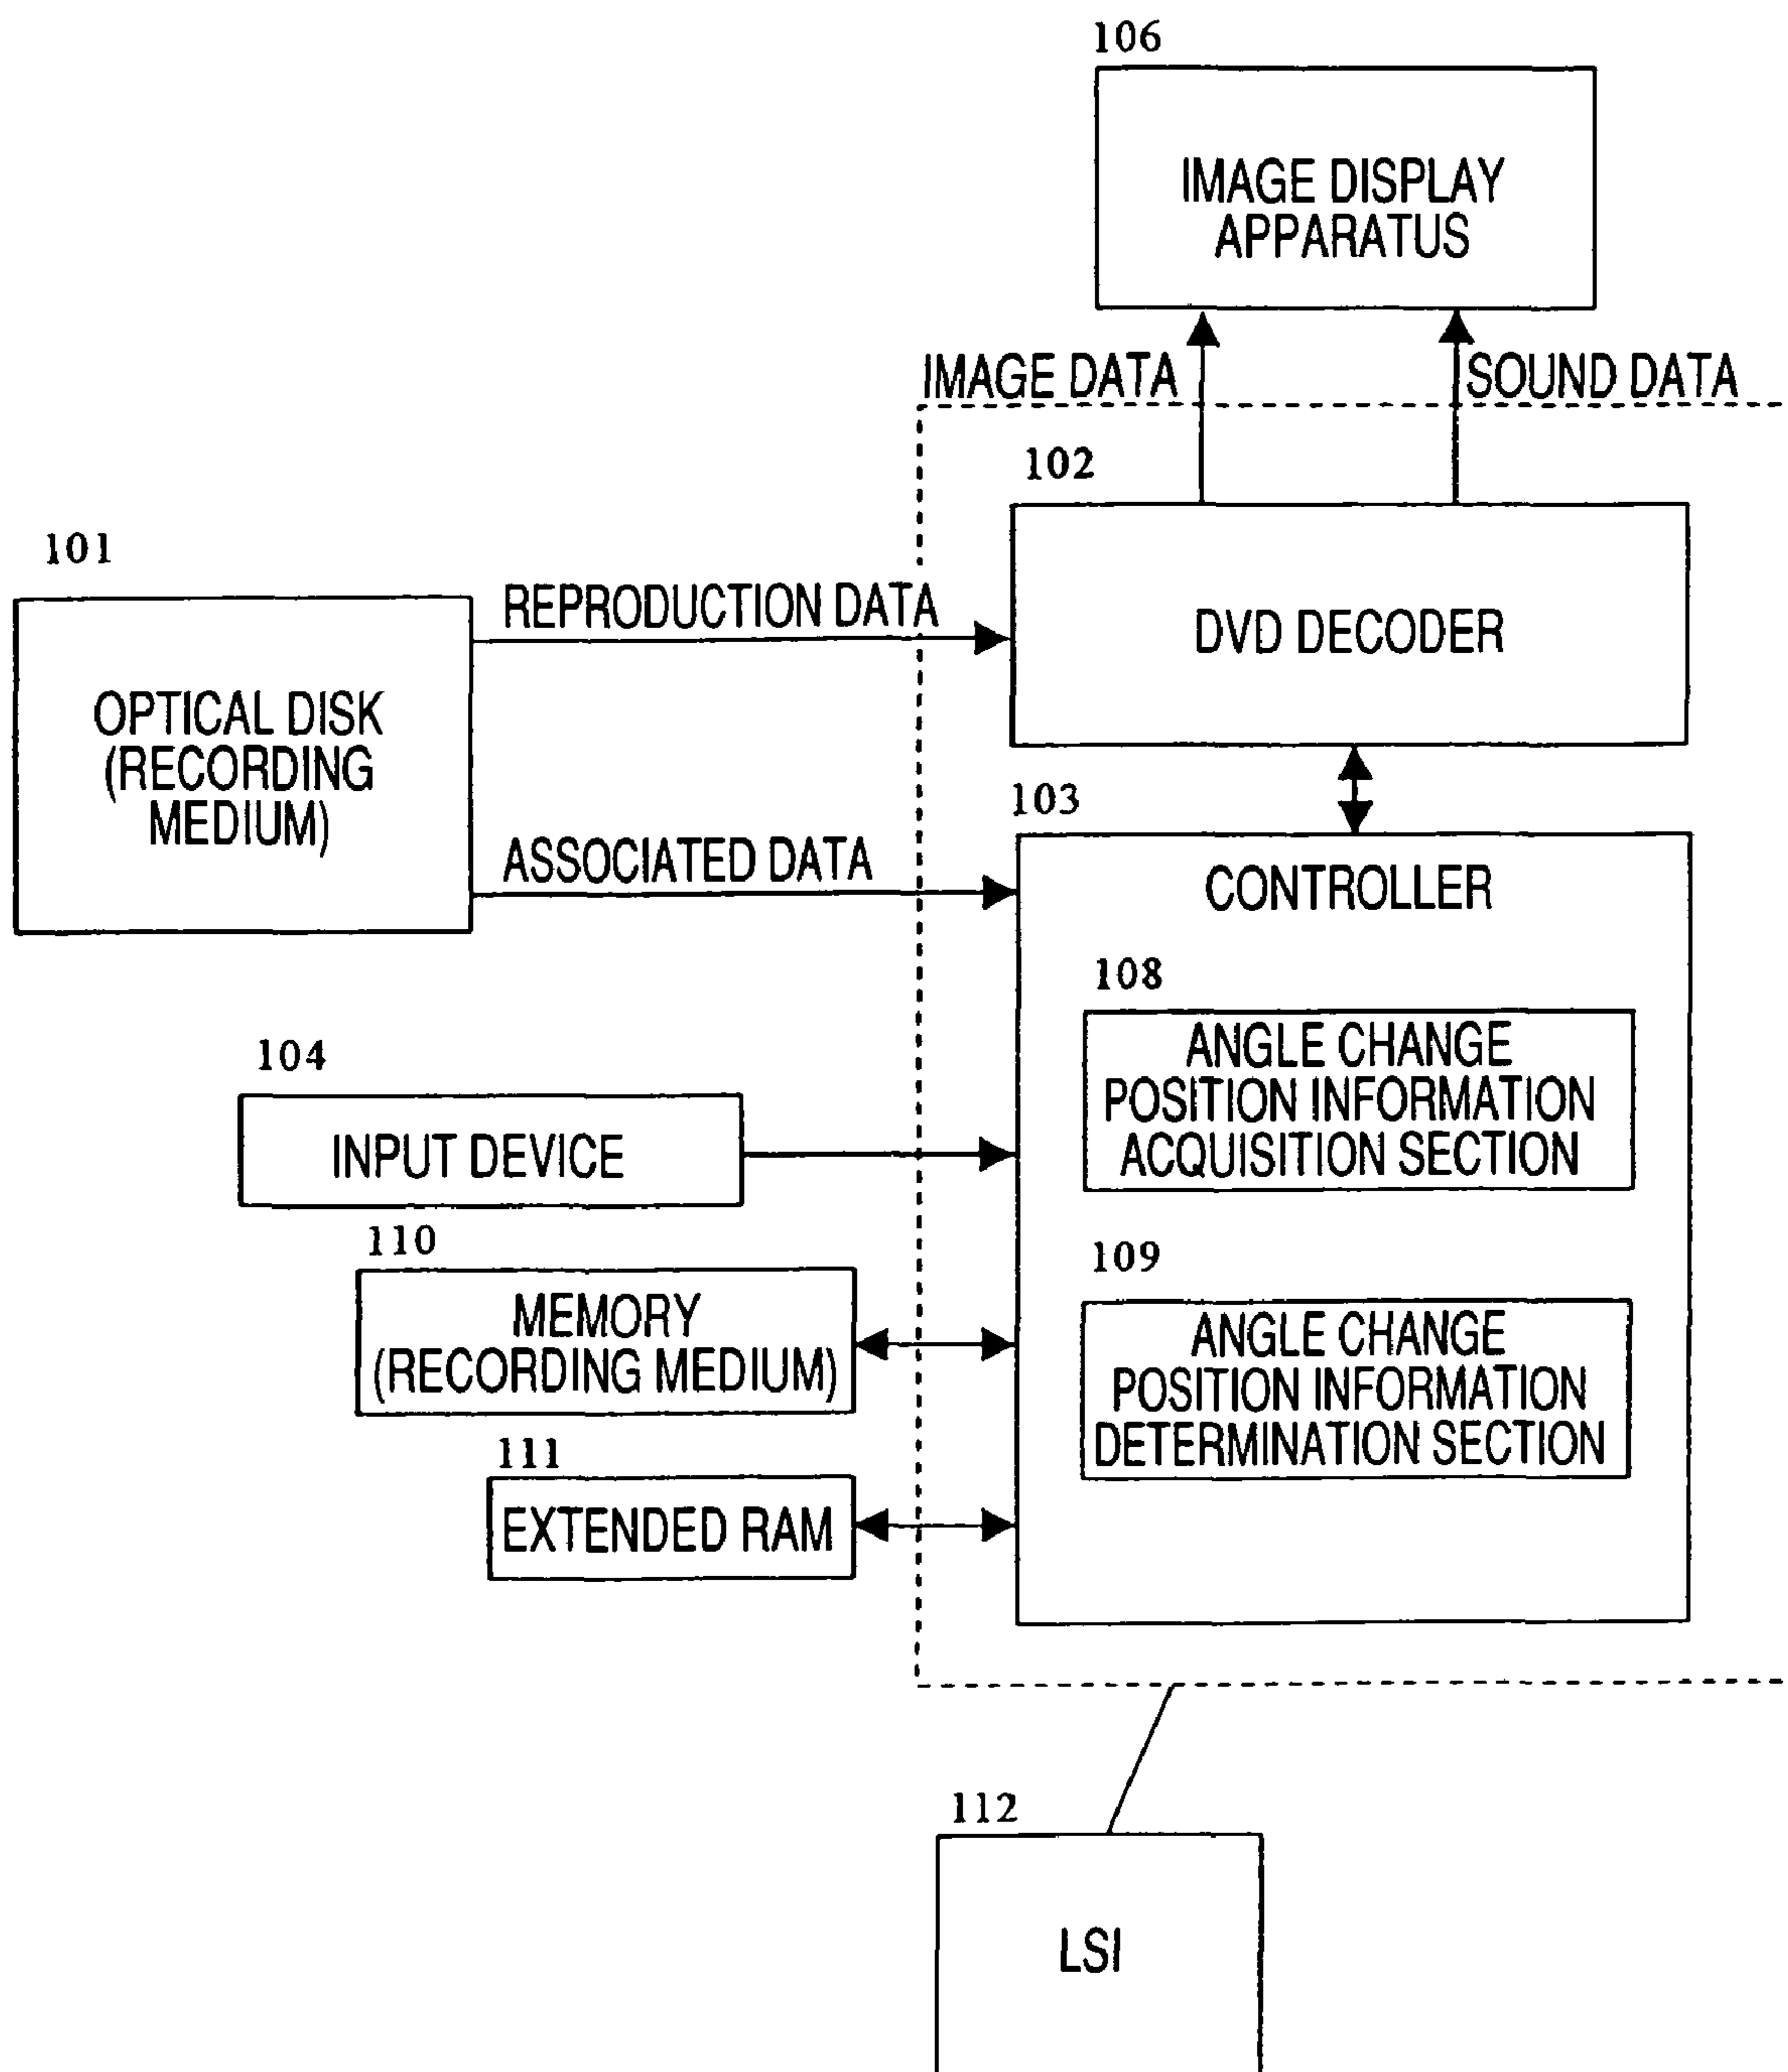 106
IMAGE DISPLAY
APPARATUS
IMAGE DATA
SOUND DATA
102
DVD DECODER
101
OPTICAL DISK
(RECORDING
MEDIUM)
REPRODUCTION DATA
ASSOCIATED DATA
103
CONTROLLER
108
ANGLE CHANGE
POSITION INFORMATION
ACQUISITION SECTION
104
INPUT DEVICE
110
MEMORY
(RECORDING MEDIUM)
109
ANGLE CHANGE
POSITION INFORMATION
DETERMINATION SECTION
111
EXTENDED RAM
112
LSI